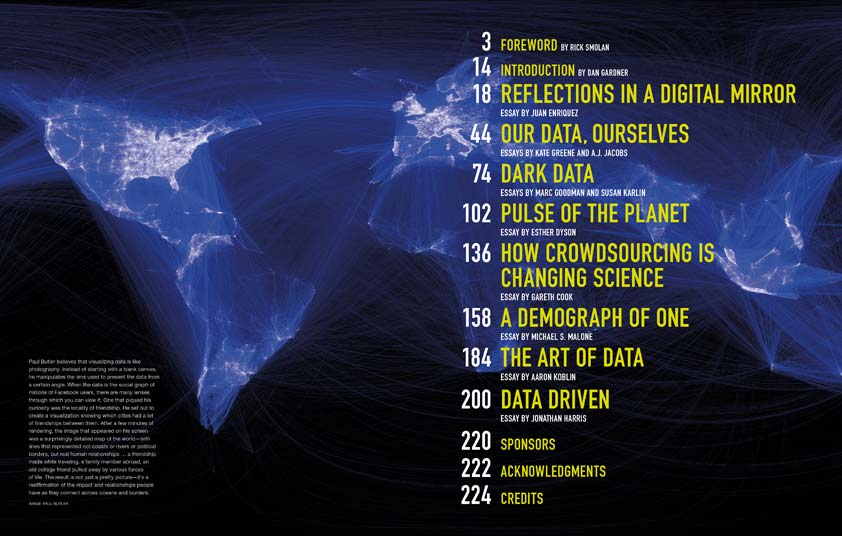 3 FOREWORD BY RICK SMOLAN
14 INTRODUCTION BY DAN GARDNER
18 REFLECTIONS IN A DIGITAL MIRROR
ESSAY BY JUAN ENRIQUEZ
44 OUR DATA, OURSELVES
ESSAYS BY KATE GREENE AND A.J. JACOBS
74 DARK DATA
ESSAYS BY MARC GOODMAN AND SUSAN KARLIN
102 PULSE OF THE PLANET
ESSAY BY ESTHER DYSON
136 HOW CROWDSOURCING IS
CHANGING SCIENCE
ESSAY BY GARETH COOK
158 A DEMOGRAPH OF ONE
ESSAY BY MICHAEL S. MALONE
184 THE ART OF DATA
ESSAY BY AARON KOBLIN
200 DATA DRIVEN
ESSAY BY JONATHAN HARRIS
220 SPONSORS
222 ACKNOWLEDGMENTS
224 CREDITS
Paul Butler believes that visualizing data is like
photography. Instead of starting with a blank canvas,
he manipulates the lens used to present the data from
a certain angle. When the data is the social graph of
millions of Facebook users, there are many lenses
through which you can view it. One that piqued his
curiosity was the locality of friendship. He set out to
create a visualization showing which cities had a lot
of friendships between them. After a few minutes of
rendering, the image that appeared on his screen
was a surprisingly detailed map of the world—with
lines that represented not coasts or rivers or political
borders, but real human relationships ... a friendship
made while traveling, a family member abroad, an
old college friend pulled away by various forces
of life. The result is not just a pretty picture—it's a
reaffirmation of the impact and relationships people
have as they connect across oceans and borders.
IMAGE: PAUL BUTLER